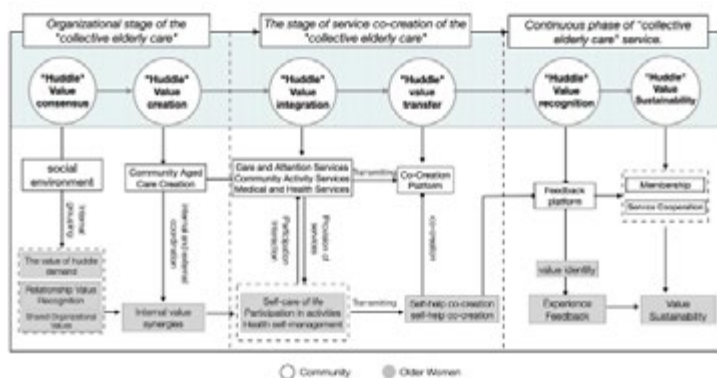 Organizational stage of the
"collective elderly care"
The stage of service co-creation of the
"collective elderly care"
Continuous phase of "collective
elderly care" service.
"Huddle"
Value
consensus
"Huddle"
Value
creation
"Huddle"
Value
integration
"Huddle"
value
transfer
"Huddle"
Value
recognition
"Huddle"
Value
Sustainability
social
environment
Community Aged
Care Creation
Care and Attention Services
Community Activity Services
Medical and Health Services
Transmitting
Co-Creation
Platform
Feedback
platform
Membership
Service Cooperation
Internal
grouping
Internal and external
coordination
Participation
Interaction
Provision of
services
co-creation
The value of huddle
demand
Relationship Value
Recognition
Shared Organizational
Values
Internal value
synergies
Self-care of life
Participation in activities
Health self-management
Transmitting
Self-help co-creation
self-help co-creation
value identify
Experience
Feedback
Value
Sustainability
Community
Older Women